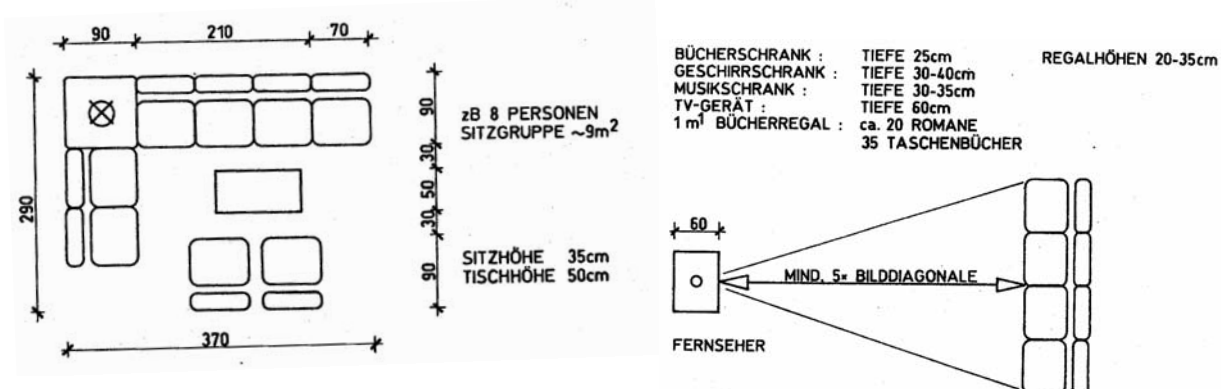 90 210 70
290
370
90
30
50
30
90
zB 8 PERSONEN
SITZGRUPPE ~9m²
SITZHÖHE 35cm
TISCHHÖHE 50cm
BÜCHERSCHRANK : TIEFE 25cm REGALHÖHEN 20-35cm
GESCHIRRSCHRANK : TIEFE 30-40cm
MUSIKSCHRANK : TIEFE 30-35cm
TV-GERÄT : TIEFE 60cm
1 m¹ BÜCHERREGAL : ca. 20 ROMANE
35 TASCHENBÜCHER
60
MIND. 5x BILDDIAGONALE
FERNSEHER